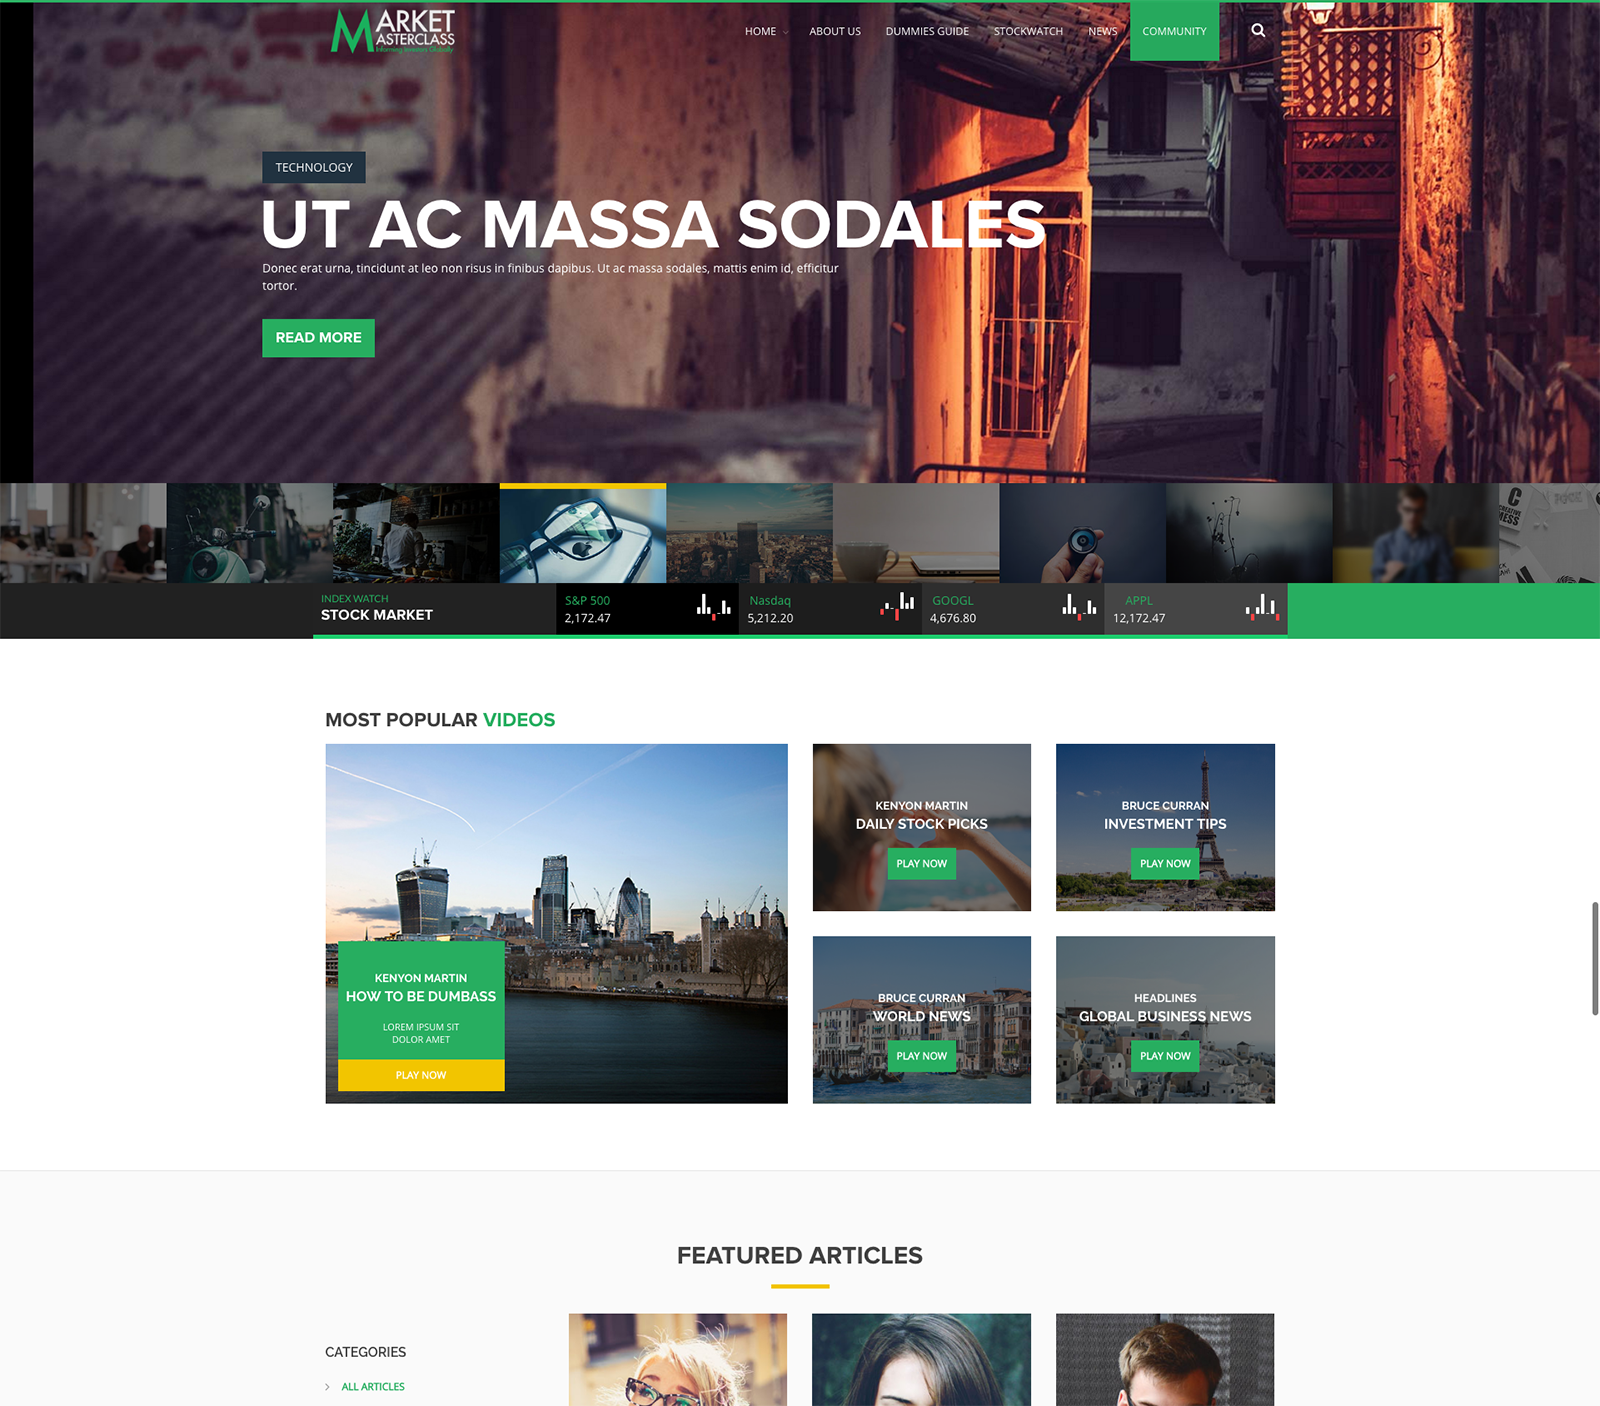 MARKET
MASTERCLASS
Informing Investors Globally
HOME
ABOUT US
DUMMIES GUIDE
STOCKWATCH
NEWS
COMMUNITY
TECHNOLOGY
UT AC MASSA SODALES
Donec erat urna, tincidunt at leo non risus in finibus dapibus. Ut ac massa sodales, mattis enim id, efficitur
tortor.
READ MORE
INDEX WATCH
STOCK MARKET
S&P 500
2,172.47
Nasdaq
5,212.20
GOOGL
4,676.80
APPL
12,172.47
MOST POPULAR VIDEOS
KENYON MARTIN
HOW TO BE DUMBASS
LOREM IPSUM SIT
DOLOR AMET
PLAY NOW
KENYON MARTIN
DAILY STOCK PICKS
PLAY NOW
BRUCE CURRAN
INVESTMENT TIPS
PLAY NOW
BRUCE CURRAN
WORLD NEWS
PLAY NOW
HEADLINES
GLOBAL BUSINESS NEWS
PLAY NOW
FEATURED ARTICLES
CATEGORIES
ALL ARTICLES